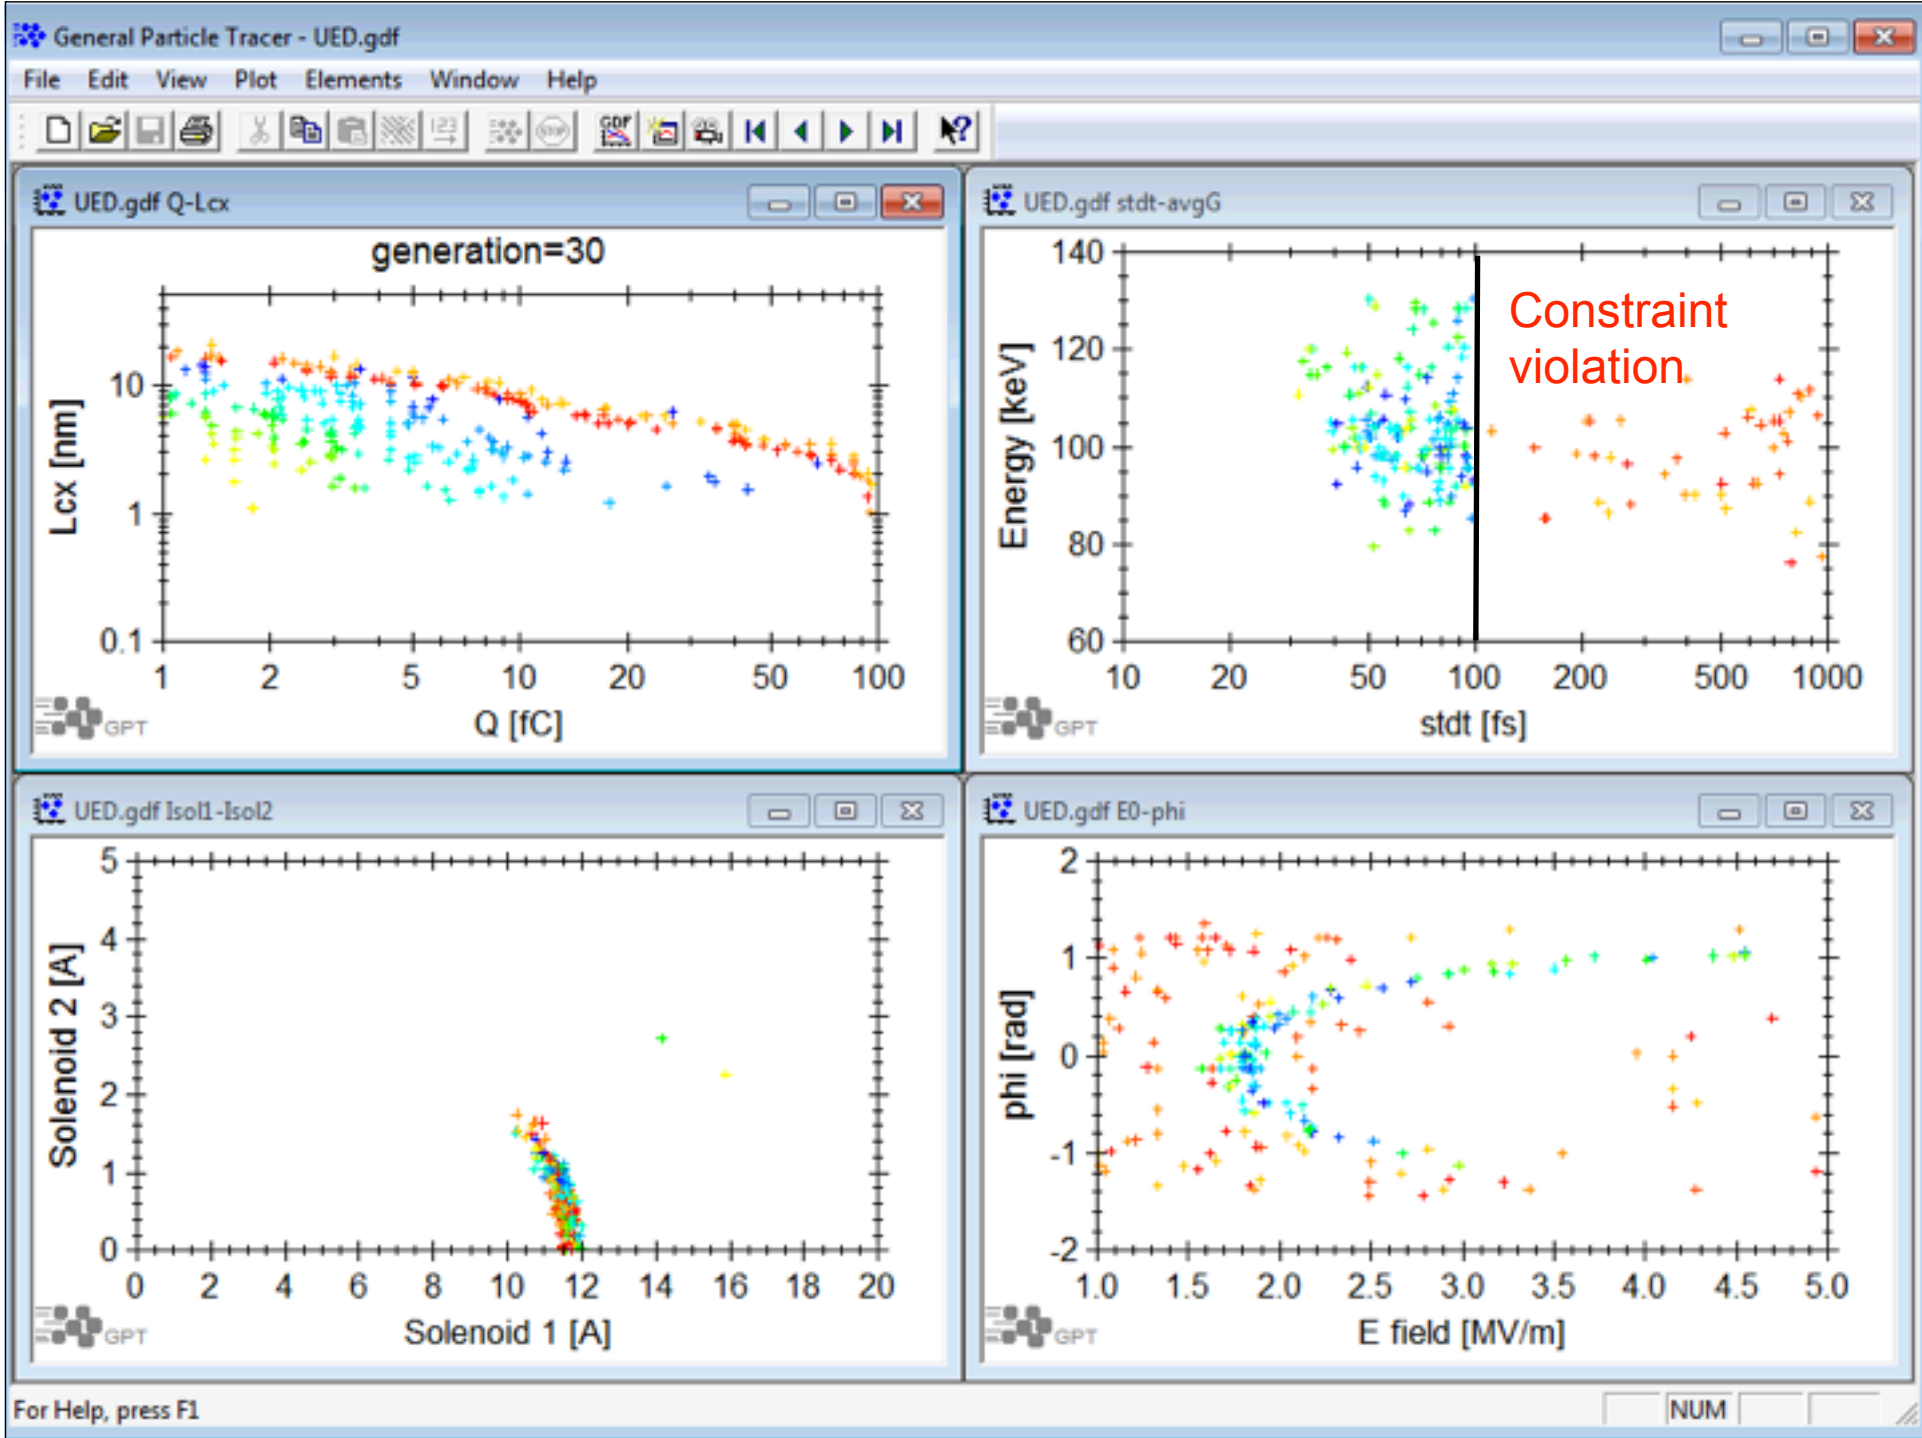 General Particle Tracer - UED.gdf
File Edit View Plot Elements Window Help
GDF
123
STOP
UED.gdf Q-Lcx
generation=30
10
1
0.1
Lcx [nm]
1 2 5 10 20 50 100
Q [fC]
GPT
UED.gdf stdt-avgG
140
120
100
80
60
Energy [keV]
Constraint
violation
10 20 50 100 200 500 1000
stdt [fs]
GPT
UED.gdf Isol1-Isol2
5
4
3
2
1
0
Solenoid 2 [A]
0 2 4 6 8 10 12 14 16 18 20
Solenoid 1 [A]
GPT
UED.gdf E0-phi
2
1
0
-1
-2
phi [rad]
1.0 1.5 2.0 2.5 3.0 3.5 4.0 4.5 5.0
E field [MV/m]
GPT
For Help, press F1
NUM